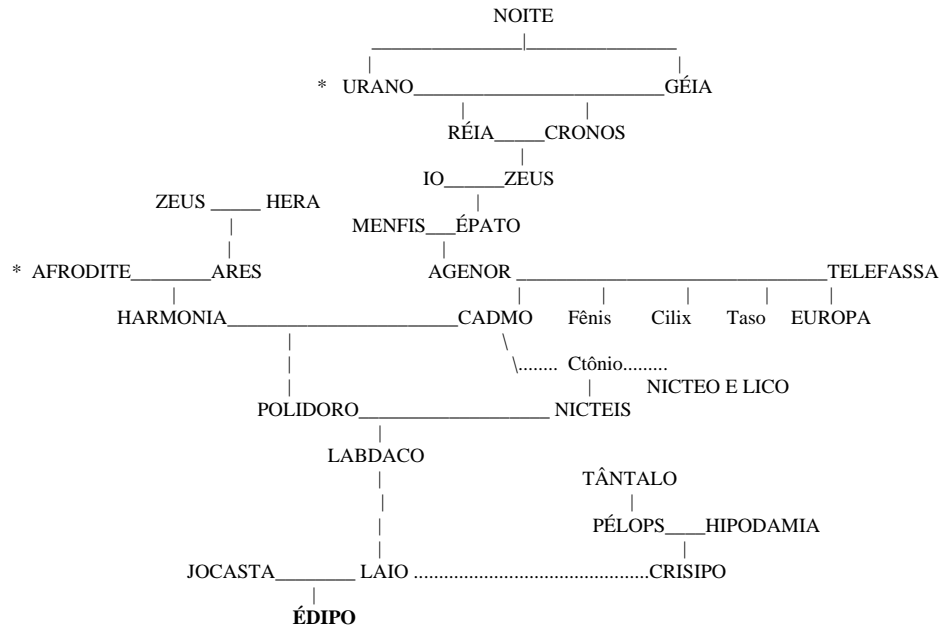 NOITE
* URANO GÉIA
RÉIA CRONOS
IO ZEUS
ZEUS HERA
MENFIS ÉPATO
* AFRODITE ARES AGENOR TELEFASSA
HARMONIA CADMO Fênis Cilix Taso EUROPA
\........ Ctônio.........
NICTEO E LICO
POLIDORO NICTEIS
LABDACO
TÂNTALO
PÉLOPS HIPODAMIA
JOCASTA LAIO .............................................CRISIPO
ÉDIPO